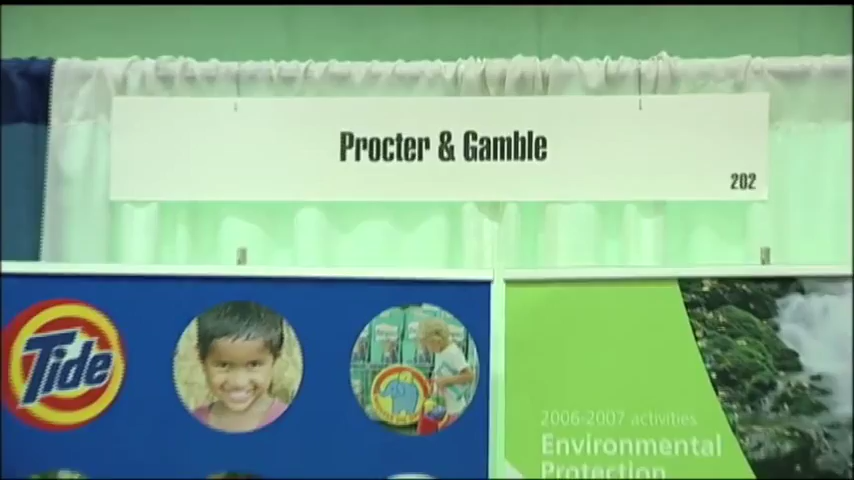 Procter & Gamble
202
Tide
2006-2007 activities
Environmental
Protection